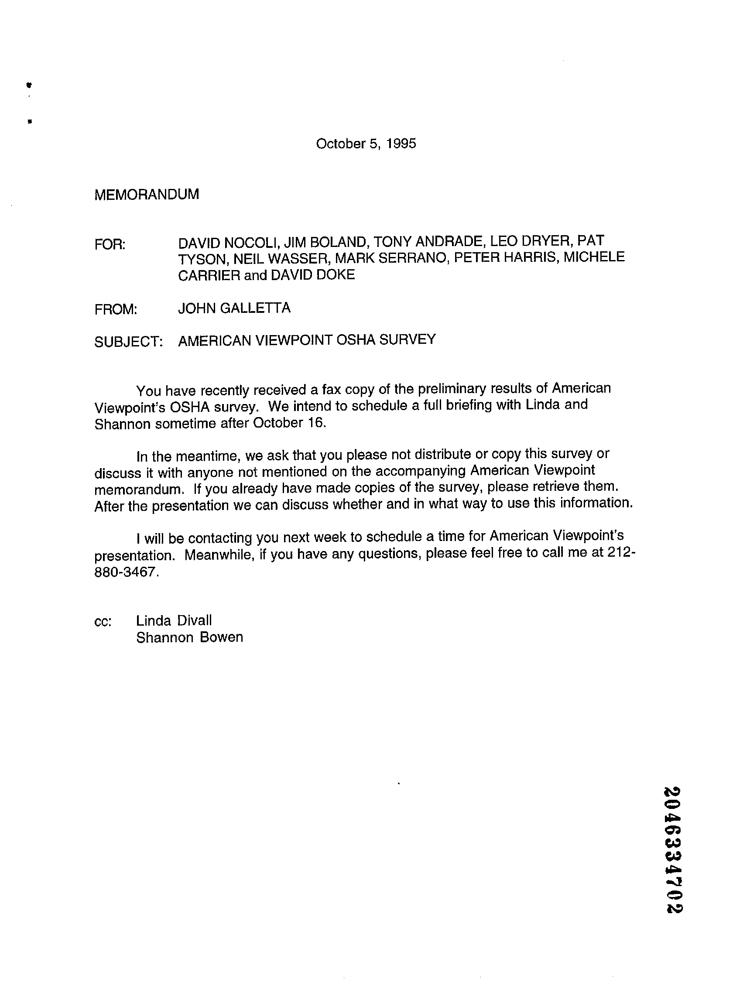 October 5, 1995
MEMORANDUM
FOR: DAVID NOCOLI, JIM BOLAND, TONY ANDRADE, LEO DRYER, PAT
TYSON, NEIL WASSER, MARK SERRANO, PETER HARRIS, MICHELE
CARRIER and DAVID DOKE
FROM: JOHN GALLETTA
SUBJECT: AMERICAN VIEWPOINT OSHA SURVEY
You have recently received a fax copy of the preliminary results of American
Viewpoint's OSHA survey. We intend to schedule a full briefing with Linda and
Shannon sometime after October 16.
In the meantime, we ask that you please not distribute or copy this survey or
discuss it with anyone not mentioned on the accompanying American Viewpoint
memorandum. If you already have made copies of the survey, please retrieve them.
After the presentation we can discuss whether and in what way to use this information.
I will be contacting you next week to schedule a time for American Viewpoint's
presentation. Meanwhile, if you have any questions, please feel free to call me at 212-
880-3467.
cc: Linda Divall
Shannon Bowen
2046334702